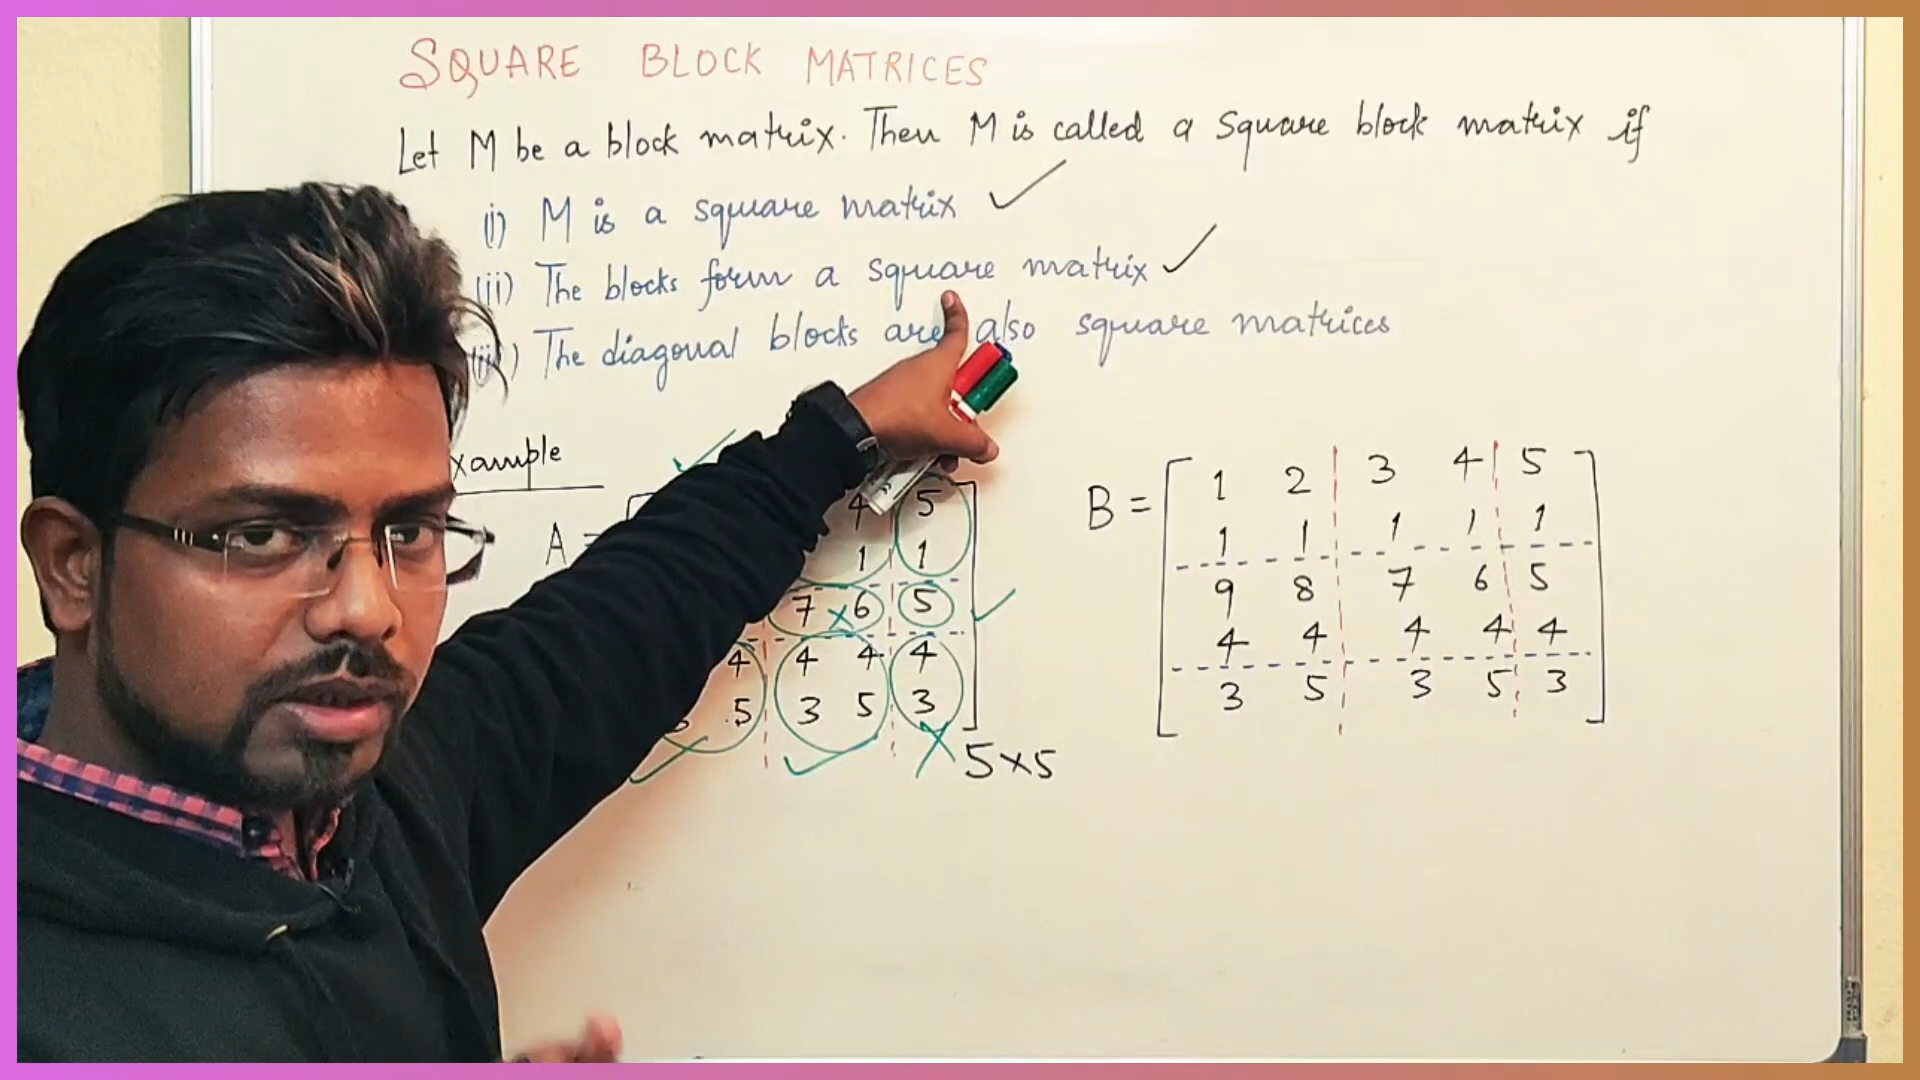 SQUARE BLOCK MATRICES
Let M be a block matrix. Then M is called a square block matrix if
(i) M is a square matrix ✓
(ii) The blocks form a square matrix ✓
) The diagonal blocks are also square matrices
xample
A =
4 5
1 1
7 x 6 5
4 4 4 4
5 3 5 3
5×5
B =
1 2 3 4 5
1 1 1 1 1
9 8 7 6 5
4 4 4 4 4
3 5 3 5 3